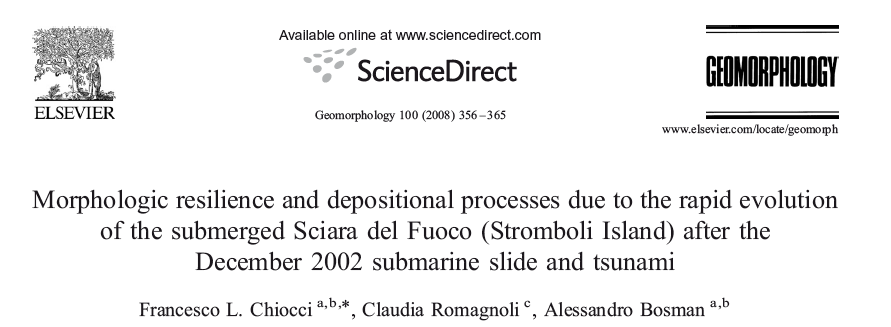 Available online at www.sciencedirect.com
ScienceDirect
ELSEVIER
Geomorphology 100 (2008) 356–365
GEOMORPHOLOGY
www.elsevier.com/locate/geomorph
Morphologic resilience and depositional processes due to the rapid evolution
of the submerged Sciara del Fuoco (Stromboli Island) after the
December 2002 submarine slide and tsunami
Francesco L. Chiocci a,b,*, Claudia Romagnoli c, Alessandro Bosman a,b